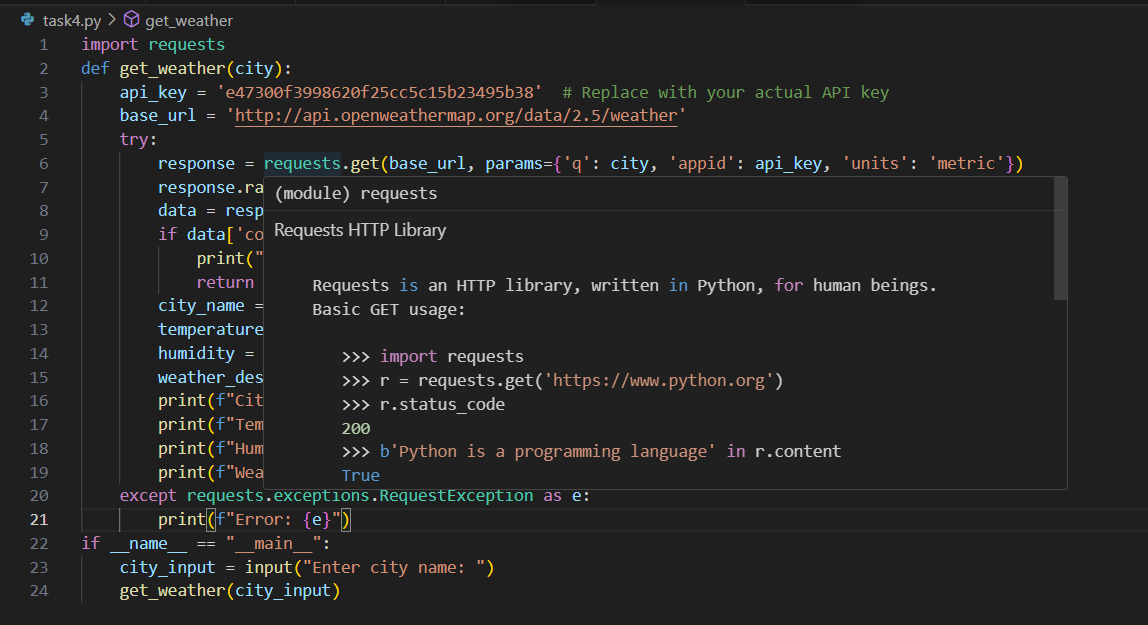 task4.py > get_weather
1 import requests
2 def get_weather(city):
3 api_key = 'e47300f3998620f25cc5c15b23495b38' # Replace with your actual API key
4 base_url = 'http://api.openweathermap.org/data/2.5/weather'
5 try:
6 response = requests.get(base_url, params={'q': city, 'appid': api_key, 'units': 'metric'})
7 response.ra
(module) requests
8 data = resp
9 if data['co
Requests HTTP Library
10 print("
11 return
Requests is an HTTP library, written in Python, for human beings.
12 city_name =
Basic GET usage:
13 temperature
14 humidity =
>>> import requests
15 weather_des
>>> r = requests.get('https://www.python.org')
16 print(f"Cit
>>> r.status_code
17 print(f"Tem
200
18 print(f"Hum
>>> b'Python is a programming language' in r.content
19 print(f"Wea
True
20 except requests.exceptions.RequestException as e:
21 print(f"Error: {e}")
22 if __name__ == "__main__":
23 city_input = input("Enter city name: ")
24 get_weather(city_input)